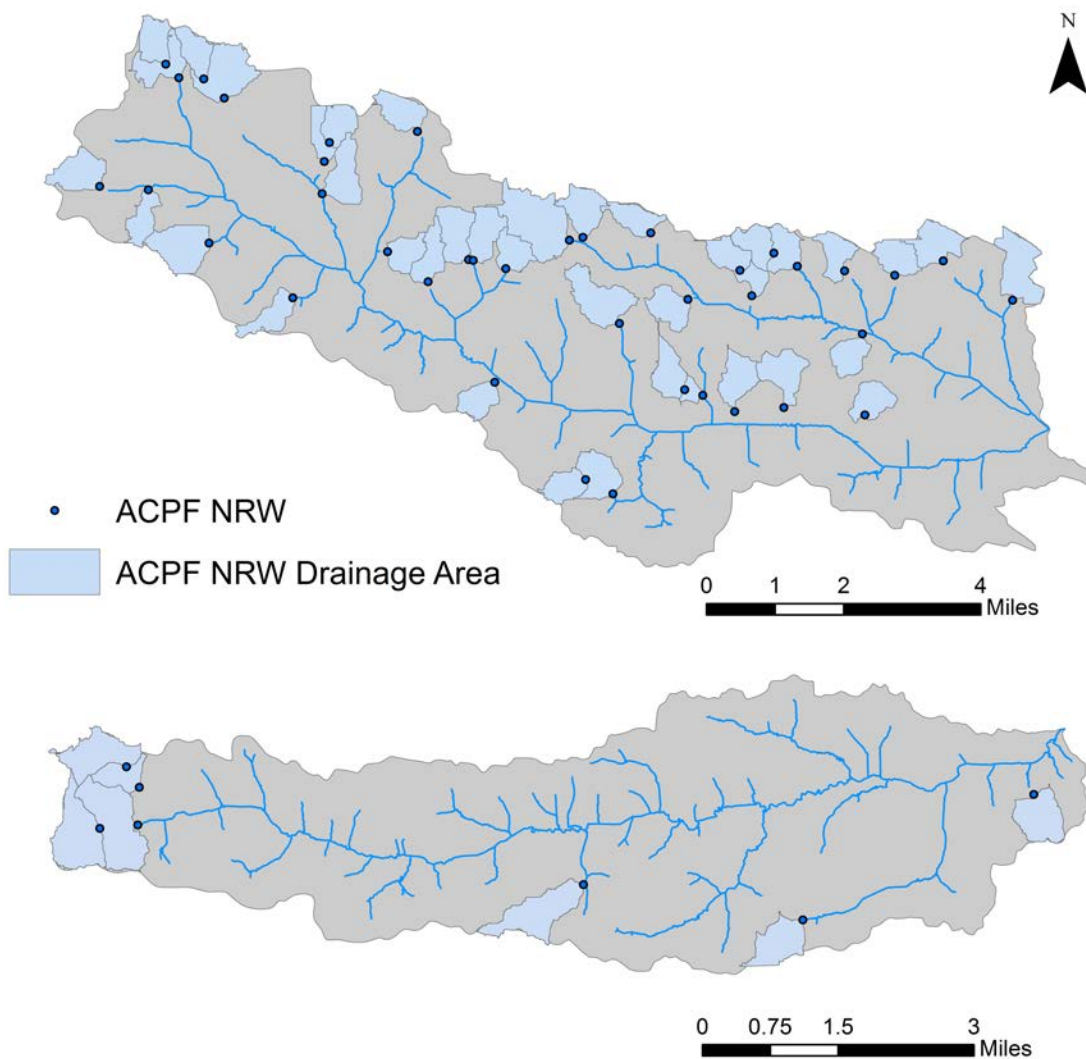 N
ACPF NRW
ACPF NRW Drainage Area
0 1 2 4
Miles
0 0.75 1.5 3
Miles